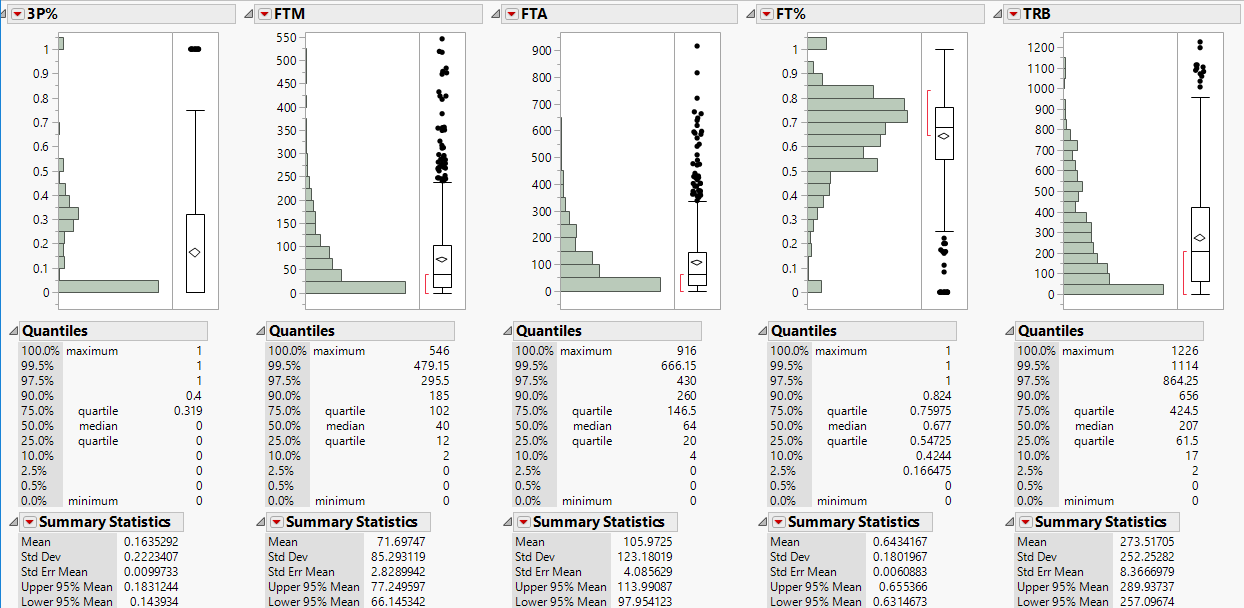 3P% FTM FTA FT% TRB
1 550 900 1 1200
0.9 500 800 0.9 1100
0.8 450 700 0.8 1000
0.7 400 600 0.7 900
0.6 350 500 0.6 800
0.5 300 400 0.5 700
0.4 250 300 0.4 600
0.3 200 200 0.3 500
0.2 150 100 0.2 400
0.1 100 0 0.1 300
0 50 0 200
0 100
0
Quantiles Quantiles Quantiles Quantiles Quantiles
100.0% maximum 1 100.0% maximum 546 100.0% maximum 916 100.0% maximum 1 100.0% maximum 1226
99.5% 1 99.5% 479.15 99.5% 666.15 99.5% 1 99.5% 1114
97.5% 1 97.5% 295.5 97.5% 430 97.5% 1 97.5% 864.25
90.0% 0.4 90.0% 185 90.0% 260 90.0% 0.824 90.0% 656
75.0% quartile 0.319 75.0% quartile 102 75.0% quartile 146.5 75.0% quartile 0.75975 75.0% quartile 424.5
50.0% median 0 50.0% median 40 50.0% median 64 50.0% median 0.677 50.0% median 207
25.0% quartile 0 25.0% quartile 12 25.0% quartile 20 25.0% quartile 0.54725 25.0% quartile 61.5
10.0% 0 10.0% 2 10.0% 4 10.0% 0.4244 10.0% 17
2.5% 0 2.5% 0 2.5% 0 2.5% 0.166475 2.5% 2
0.5% 0 0.5% 0 0.5% 0 0.5% 0 0.5% 0
0.0% minimum 0 0.0% minimum 0 0.0% minimum 0 0.0% minimum 0 0.0% minimum 0
Summary Statistics Summary Statistics Summary Statistics Summary Statistics Summary Statistics
Mean 0.1635292 Mean 71.69747 Mean 105.9725 Mean 0.6434167 Mean 273.51705
Std Dev 0.2223407 Std Dev 85.293119 Std Dev 123.18019 Std Dev 0.1801967 Std Dev 252.25282
Std Err Mean 0.0099733 Std Err Mean 2.8289942 Std Err Mean 4.085629 Std Err Mean 0.0060883 Std Err Mean 8.3666979
Upper 95% Mean 0.1831244 Upper 95% Mean 77.249597 Upper 95% Mean 113.99087 Upper 95% Mean 0.655366 Upper 95% Mean 289.93737
Lower 95% Mean 0.143934 Lower 95% Mean 66.145342 Lower 95% Mean 97.954123 Lower 95% Mean 0.6314673 Lower 95% Mean 257.09674